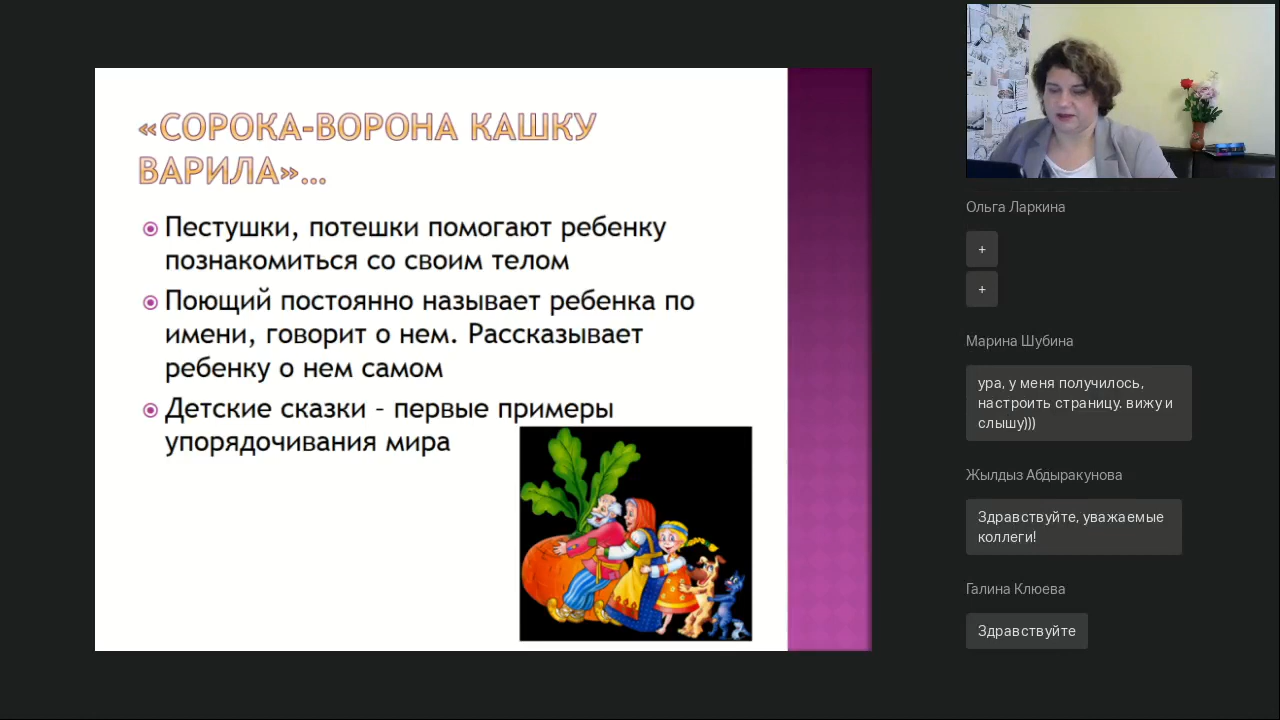 «СОРОКА-ВОРОНА КАШКУ
ВАРИЛА»…
Пестушки, потешки помогают ребенку
познакомиться со своим телом
Поющий постоянно называет ребенка по
имени, говорит о нем. Рассказывает
ребенку о нем самом
Детские сказки – первые примеры
упорядочивания мира
Ольга Ларкина
+
+
Марина Шубина
ура, у меня получилось,
настроить страницу. вижу и
слышу)))
Жылдыз Абдыракунова
Здравствуйте, уважаемые
коллеги!
Галина Клюева
Здравствуйте